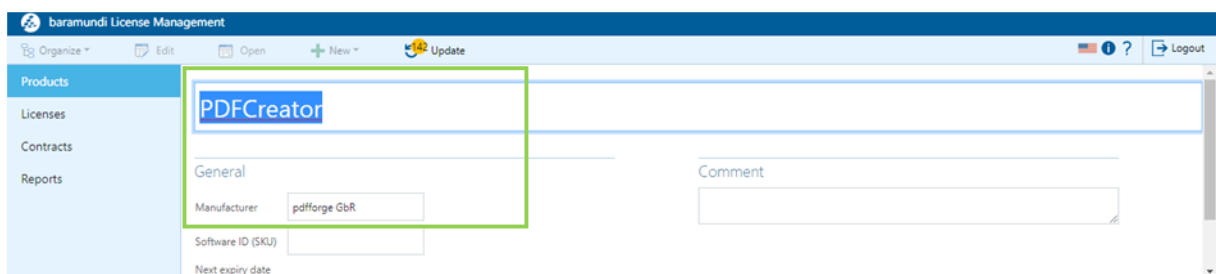 baramundi License Management
Organize Edit Open New 142 Update ? Logout
Products
PDFCreator
Licenses
Contracts
Reports
General Comment
Manufacturer pdfforge GbR
Software ID (SKU)
Next expiry date